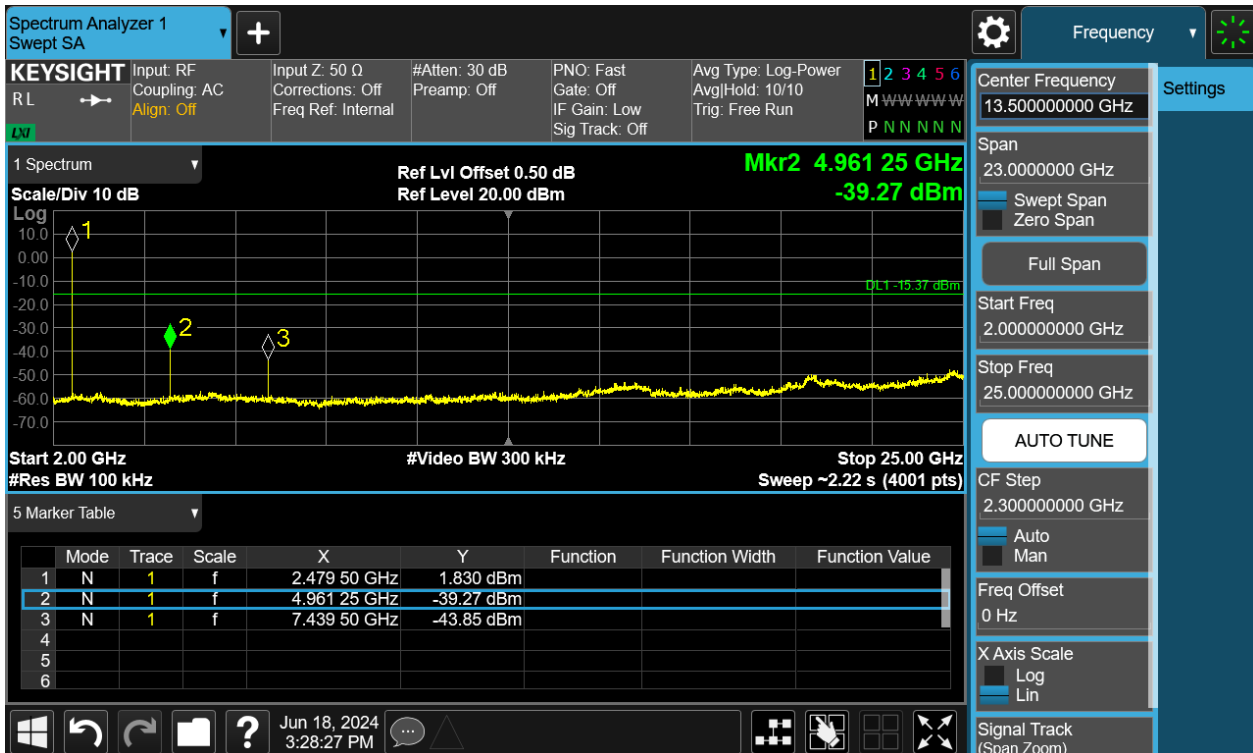 Spectrum Analyzer 1
Swept SA
Frequency
KEYSIGHT
R L
LXI
Input: RF
Coupling: AC
Align: Off
Input Z: 50 Ω
Corrections: Off
Freq Ref: Internal
#Atten: 30 dB
Preamp: Off
PNO: Fast
Gate: Off
IF Gain: Low
Sig Track: Off
Avg Type: Log-Power
Avg|Hold: 10/10
Trig: Free Run
1 2 3 4 5 6
M W W W W W
P N N N N N
1 Spectrum
Scale/Div 10 dB
Ref Lvl Offset 0.50 dB
Ref Level 20.00 dBm
Mkr2 4.961 25 GHz
-39.27 dBm
Log
10.0
0.00
-10.0
-20.0
-30.0
-40.0
-50.0
-60.0
-70.0
1
2
3
DL1 -15.37 dBm
Start 2.00 GHz
#Res BW 100 kHz
#Video BW 300 kHz
Stop 25.00 GHz
Sweep ~2.22 s (4001 pts)
5 Marker Table
Mode Trace Scale X Y Function Function Width Function Value
1 N 1 f 2.479 50 GHz 1.830 dBm
2 N 1 f 4.961 25 GHz -39.27 dBm
3 N 1 f 7.439 50 GHz -43.85 dBm
4
5
6
?
Jun 18, 2024
3:28:27 PM
Center Frequency
13.500000000 GHz
Settings
Span
23.0000000 GHz
Swept Span
Zero Span
Full Span
Start Freq
2.000000000 GHz
Stop Freq
25.000000000 GHz
AUTO TUNE
CF Step
2.300000000 GHz
Auto
Man
Freq Offset
0 Hz
X Axis Scale
Log
Lin
Signal Track
(Span Zoom)